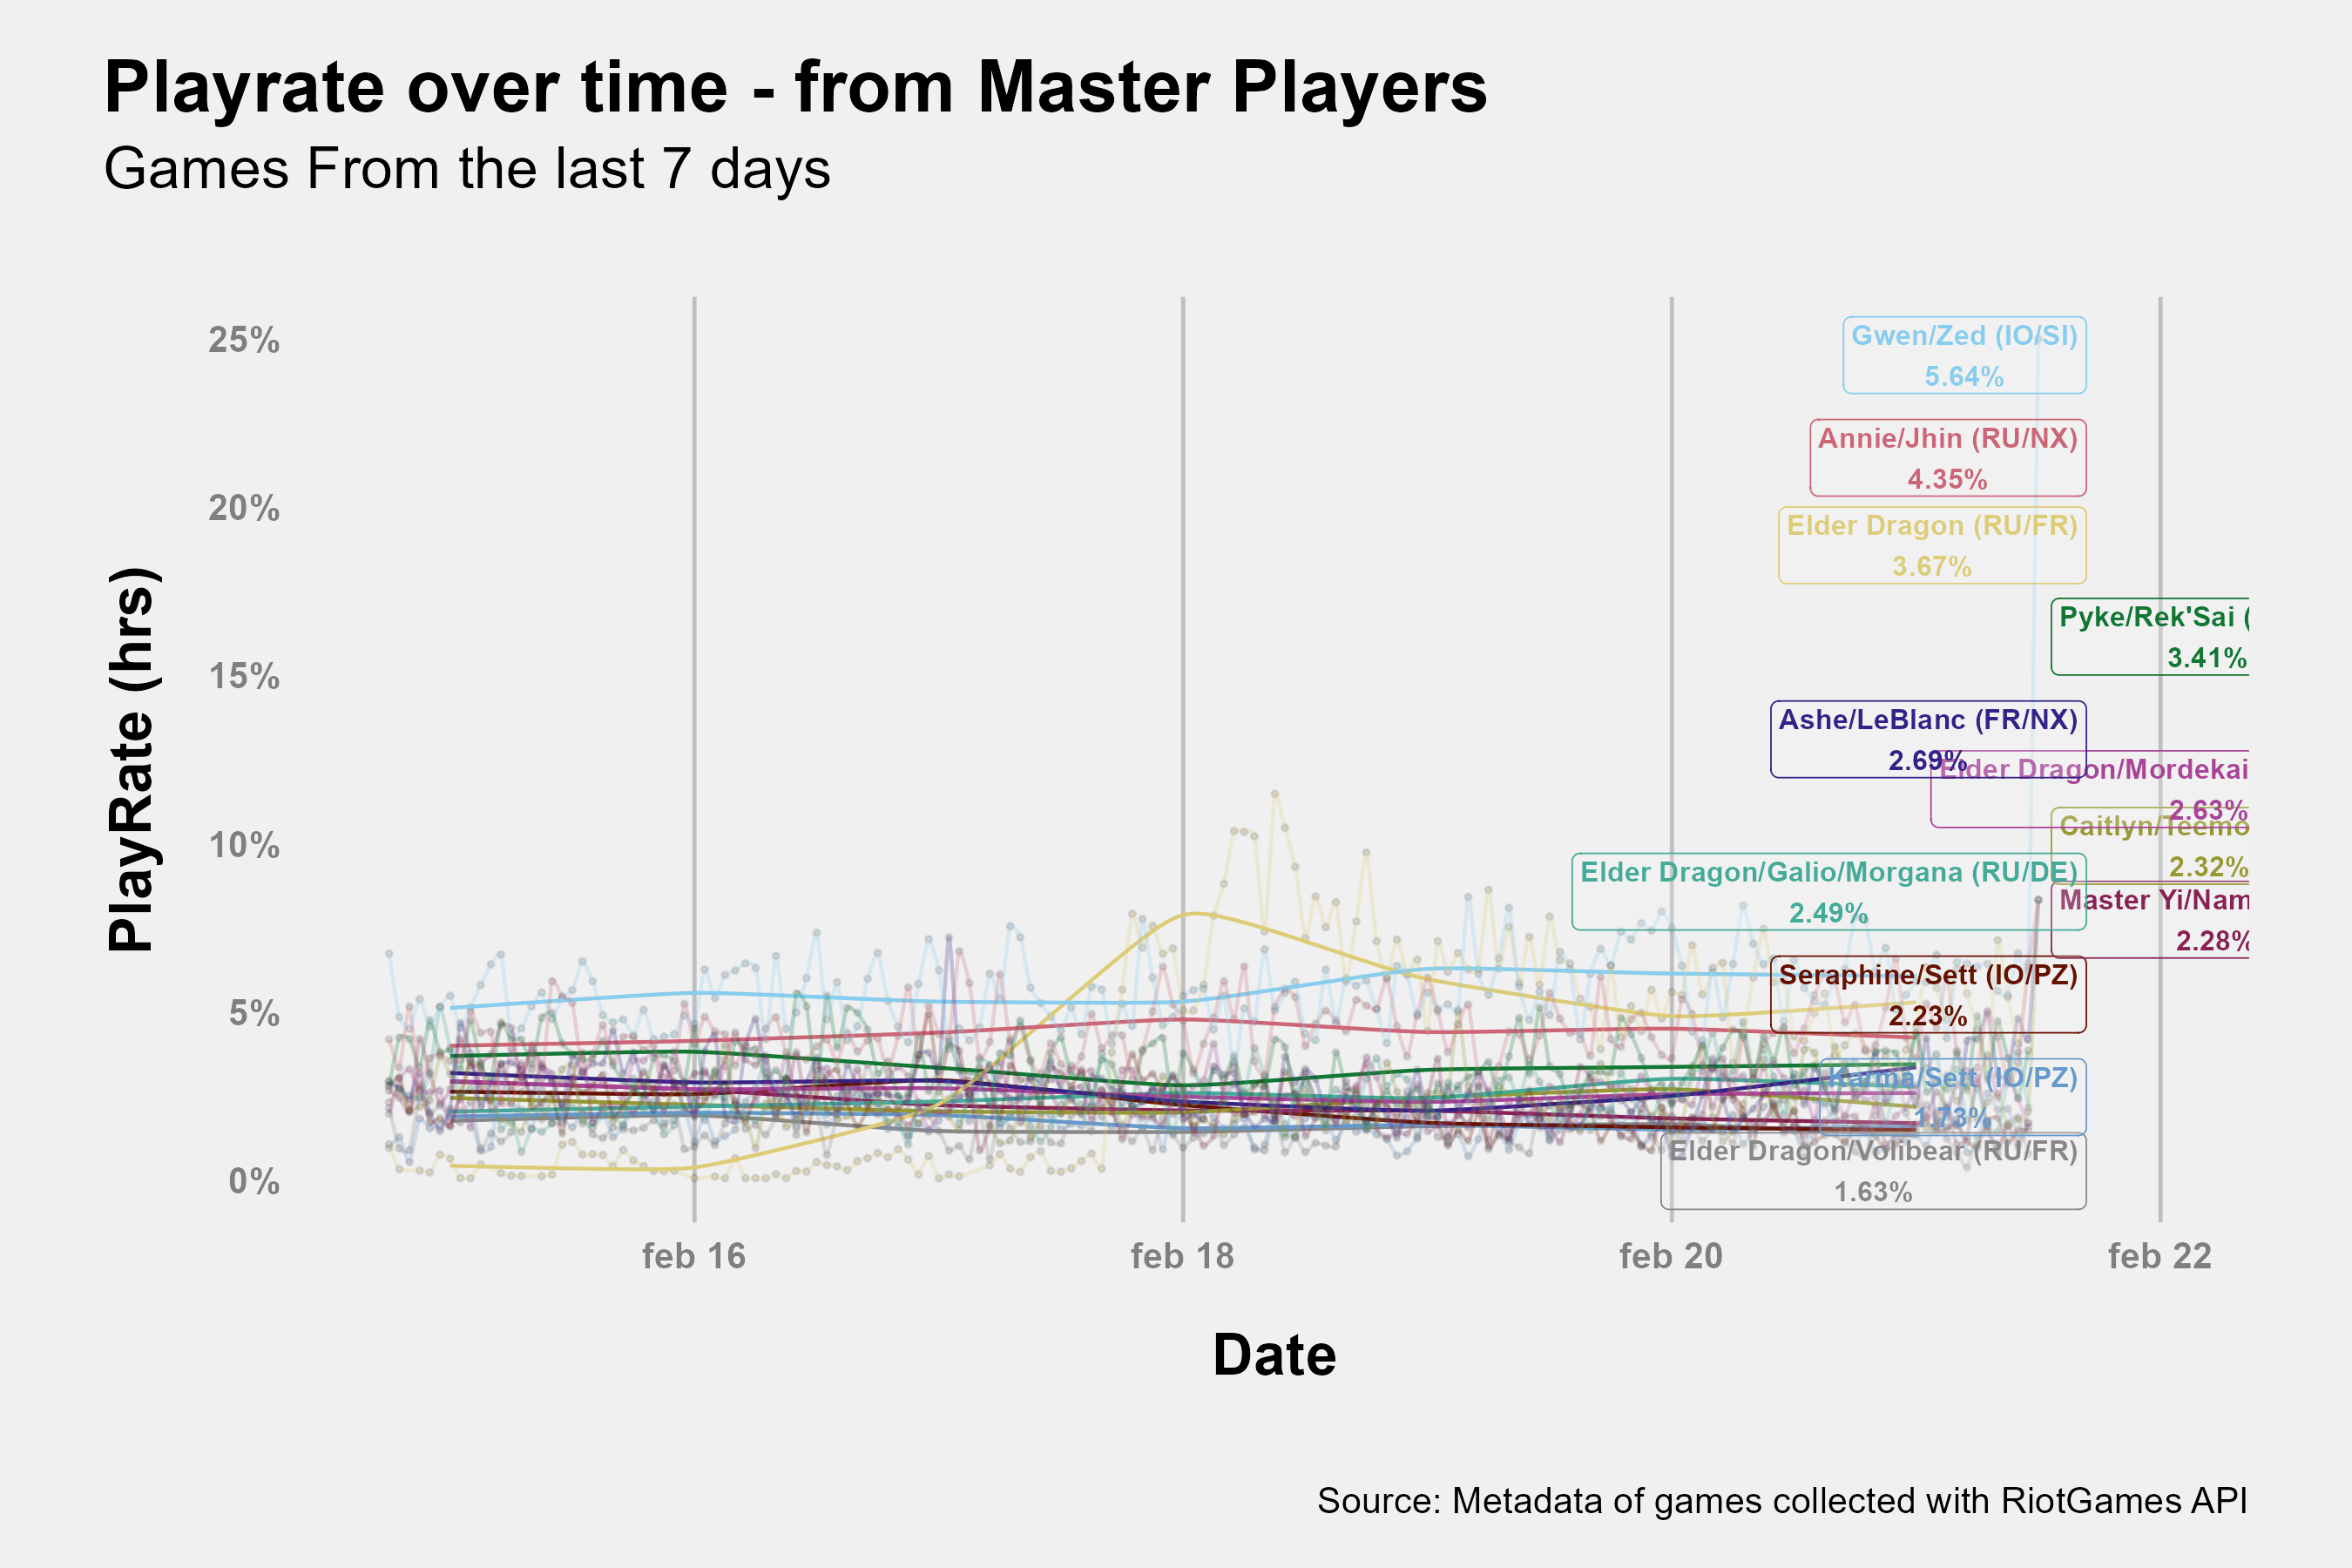 Playrate over time - from Master Players
Games From the last 7 days
PlayRate (hrs)
25%
20%
15%
10%
5%
0%
Gwen/Zed (IO/SI)
5.64%
Annie/Jhin (RU/NX)
4.35%
Elder Dragon (RU/FR)
3.67%
Pyke/Rek'Sai (
3.41%
Ashe/LeBlanc (FR/NX)
2.69%
Elder Dragon/Mordekai
2.63%
Caitlyn/Teemo
2.32%
Elder Dragon/Galio/Morgana (RU/DE)
2.49%
Master Yi/Nam
2.28%
Seraphine/Sett (IO/PZ)
2.23%
Karma/Sett (IO/PZ)
1.73%
Elder Dragon/Volibear (RU/FR)
1.63%
feb 16
feb 18
feb 20
feb 22
Date
Source: Metadata of games collected with RiotGames API